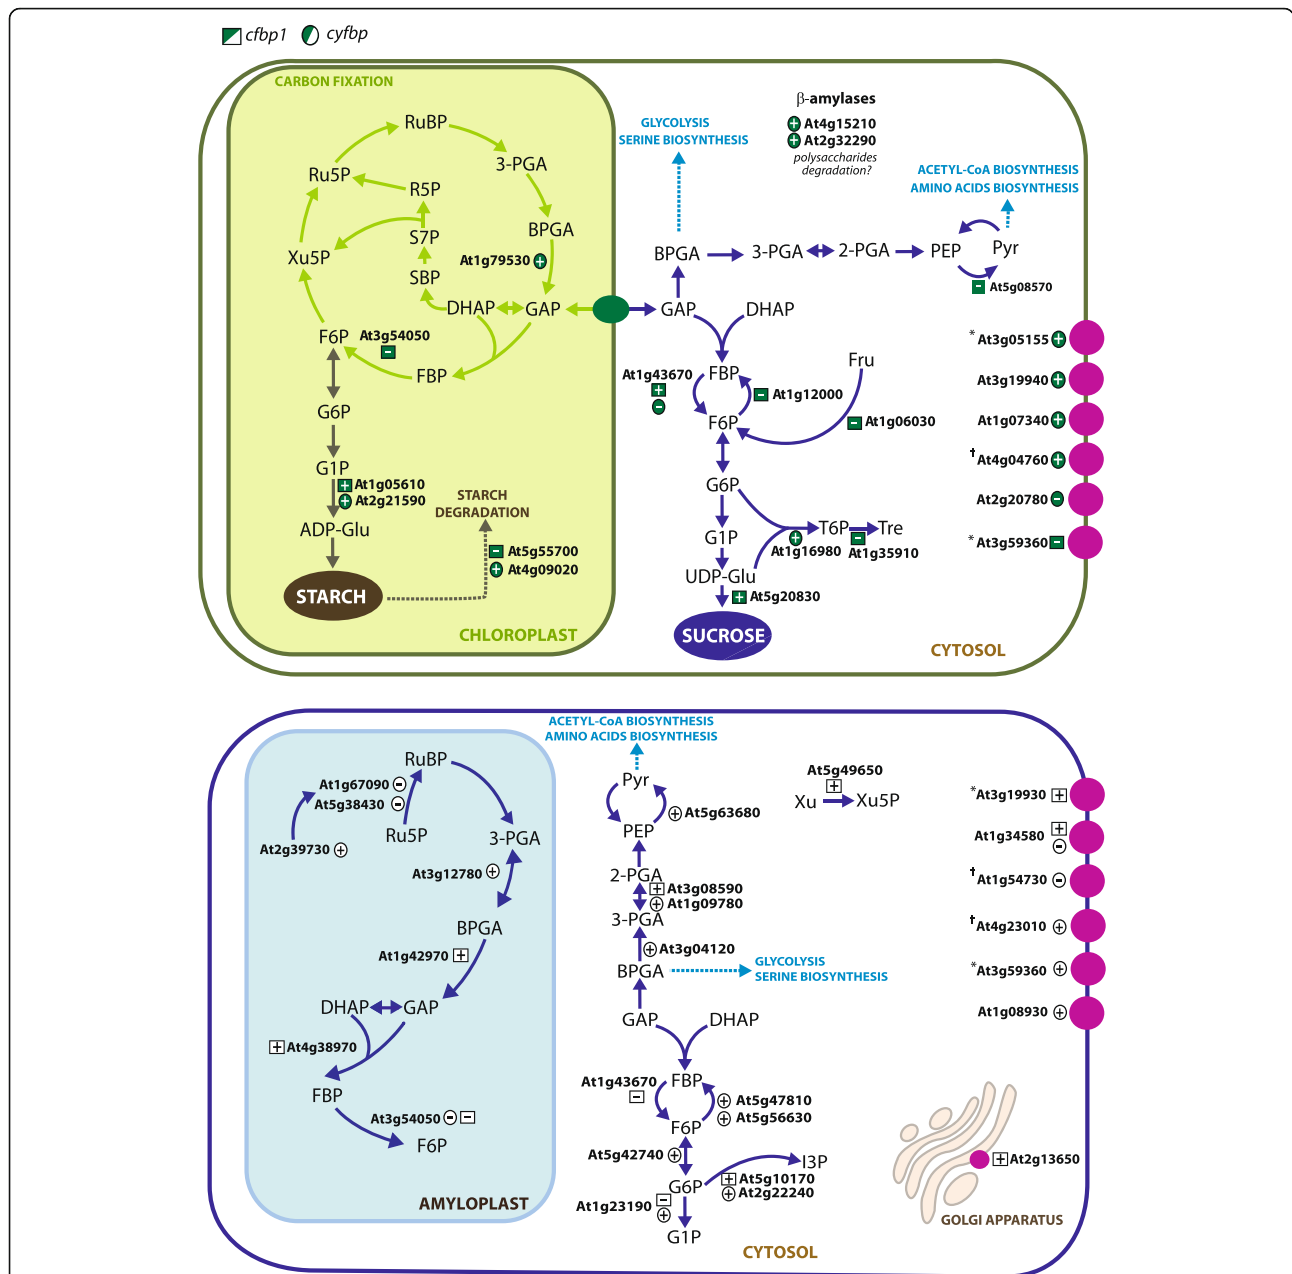 cfbp1 cyfbp
CARBON FIXATION
RuBP
3-PGA
Ru5P
R5P
BPGA
S7P
Xu5P
At1g79530 +
SBP
DHAP
GAP
F6P
At3g54050
-
FBP
G6P
G1P
+ At1g05610
+ At2g21590
ADP-Glu
STARCH
STARCH
DEGRADATION
- At5g55700
+ At4g09020
CHLOROPLAST
β-amylases
+ At4g15210
+ At2g32290
polysaccharides
degradation?
GLYCOLYSIS
SERINE BIOSYNTHESIS
ACETYL-CoA BIOSYNTHESIS
AMINO ACIDS BIOSYNTHESIS
BPGA
3-PGA
2-PGA
PEP
Pyr
- At5g08570
GAP
DHAP
At1g43670
+
-
FBP
- At1g12000
Fru
F6P
- At1g06030
G6P
G1P
T6P
Tre
+
At1g16980
-
At1g35910
UDP-Glu
+ At5g20830
SUCROSE
CYTOSOL
*At3g05155 +
At3g19940 +
At1g07340 +
†At4g04760 +
At2g20780 -
*At3g59360 -
RuBP
At1g67090 -
At5g38430 -
Ru5P
At2g39730 +
3-PGA
At3g12780 +
BPGA
At1g42970 +
DHAP
GAP
+ At4g38970
FBP
At3g54050 - -
F6P
AMYLOPLAST
ACETYL-CoA BIOSYNTHESIS
AMINO ACIDS BIOSYNTHESIS
Pyr
+ At5g63680
PEP
2-PGA
+ At3g08590
+ At1g09780
3-PGA
+ At3g04120
BPGA
GLYCOLYSIS
SERINE BIOSYNTHESIS
GAP
DHAP
At1g43670
-
FBP
+ At5g47810
+ At5g56630
F6P
At5g42740 +
G6P
I3P
+ At5g10170
+ At2g22240
At1g23190 -
+
G1P
CYTOSOL
At5g49650
+
Xu
Xu5P
*At3g19930 +
At1g34580 +
-
†At1g54730 -
†At4g23010 +
*At3g59360 +
At1g08930 +
+ At2g13650
GOLGI APPARATUS